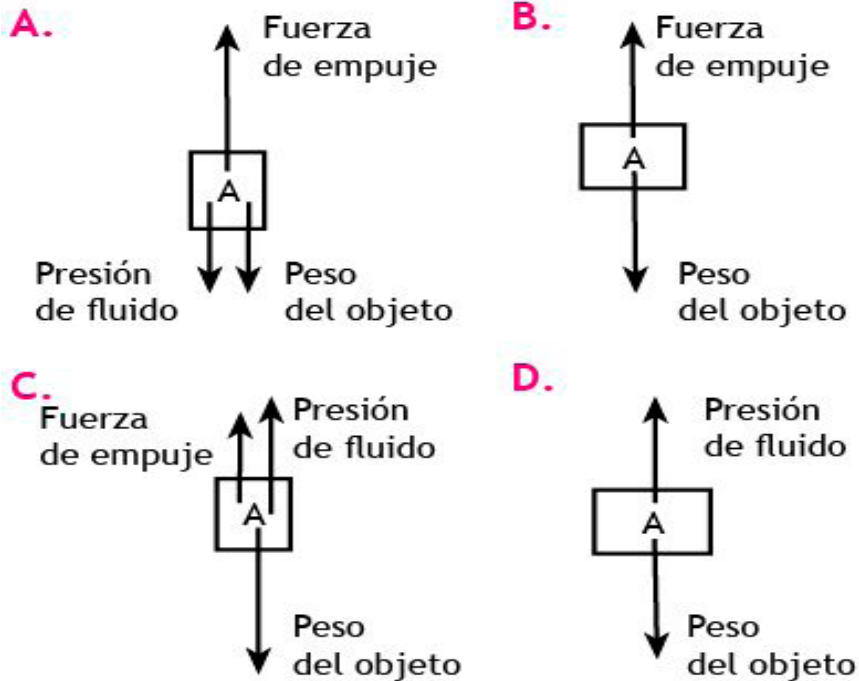 A.
Fuerza
de empuje
A
Presión
de fluido
Peso
del objeto
B.
Fuerza
de empuje
A
Peso
del objeto
C.
Fuerza
de empuje
Presión
de fluido
A
Peso
del objeto
D.
Presión
de fluido
A
Peso
del objeto